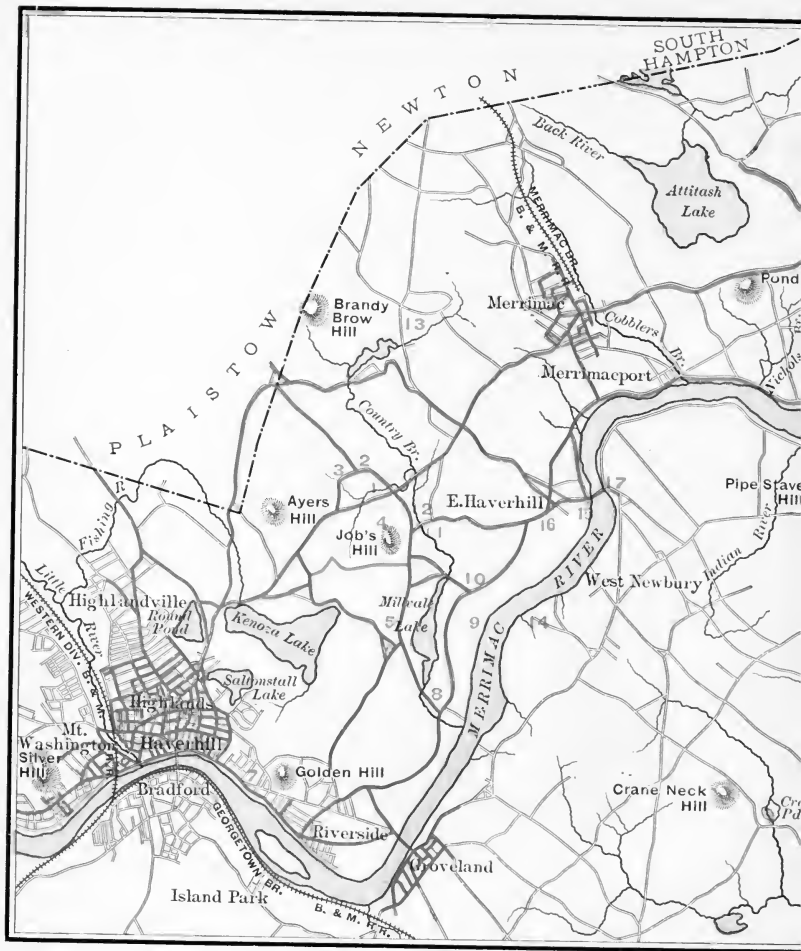 SOUTH
HAMPTON
NEWTON
Back River
Attitash
Lake
MERRIMAC BR.
B. & M. R. R.
Pond
Brandy
Brow
Hill
Merrimac
13
Cobblers Br.
Nichols
PLAISTOW
Merrimacport
Country Br.
Fishing R.
3
2
1
Ayers
Hill
E. Haverhill
17
Pipe Stave
Hill
4
Job's
Hill
2
1
16
15
RIVER
Indian River
Little River
10
West Newbury
Highlandville
Round
Pond
Kenoza Lake
Millvale
Lake
5
9
14
WESTERN DIV. B. & M. R.R.
Saltonstall
Lake
MERRIMAC
8
Highlands
Mt.
Washington
Haverhill
Silver
Hill
Golden Hill
Bradford
Crane Neck
Hill
Riverside
Groveland
GEORGETOWN BR.
B. & M. R. R.
Island Park